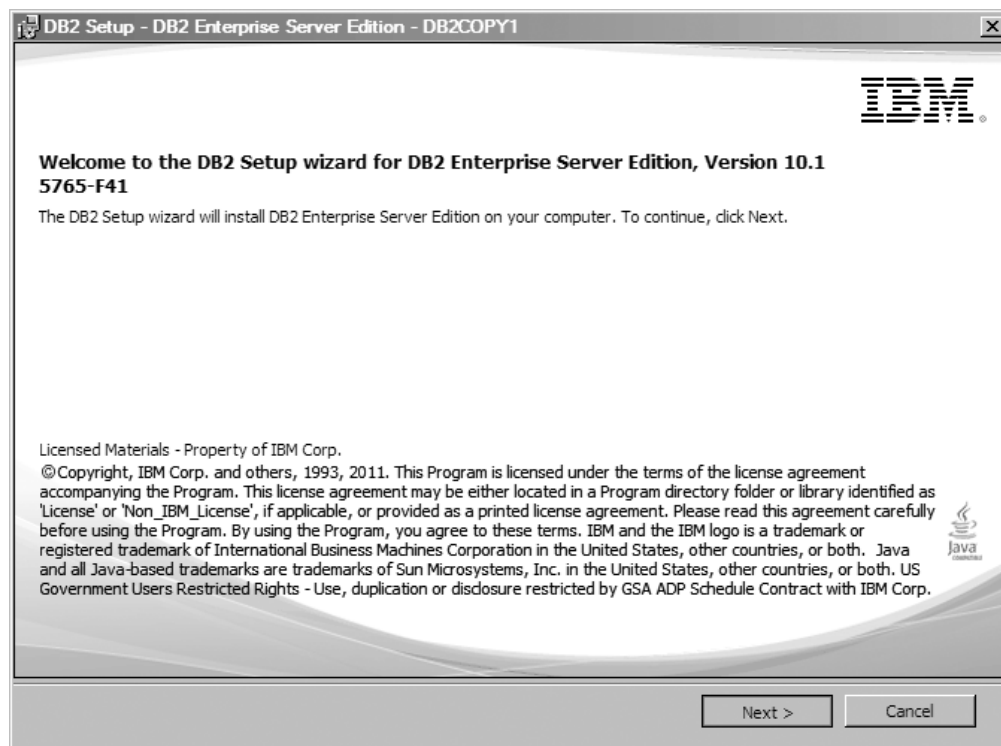 DB2 Setup - DB2 Enterprise Server Edition - DB2COPY1
IBM®
Welcome to the DB2 Setup wizard for DB2 Enterprise Server Edition, Version 10.1
5765-F41
The DB2 Setup wizard will install DB2 Enterprise Server Edition on your computer. To continue, click Next.
Licensed Materials - Property of IBM Corp.
©Copyright, IBM Corp. and others, 1993, 2011. This Program is licensed under the terms of the license agreement
accompanying the Program. This license agreement may be either located in a Program directory folder or library identified as
'License' or 'Non_IBM_License', if applicable, or provided as a printed license agreement. Please read this agreement carefully
before using the Program. By using the Program, you agree to these terms. IBM and the IBM logo is a trademark or
registered trademark of International Business Machines Corporation in the United States, other countries, or both. Java
and all Java-based trademarks are trademarks of Sun Microsystems, Inc. in the United States, other countries, or both. US
Government Users Restricted Rights - Use, duplication or disclosure restricted by GSA ADP Schedule Contract with IBM Corp.
Java
COMPATIBLE
Next >
Cancel